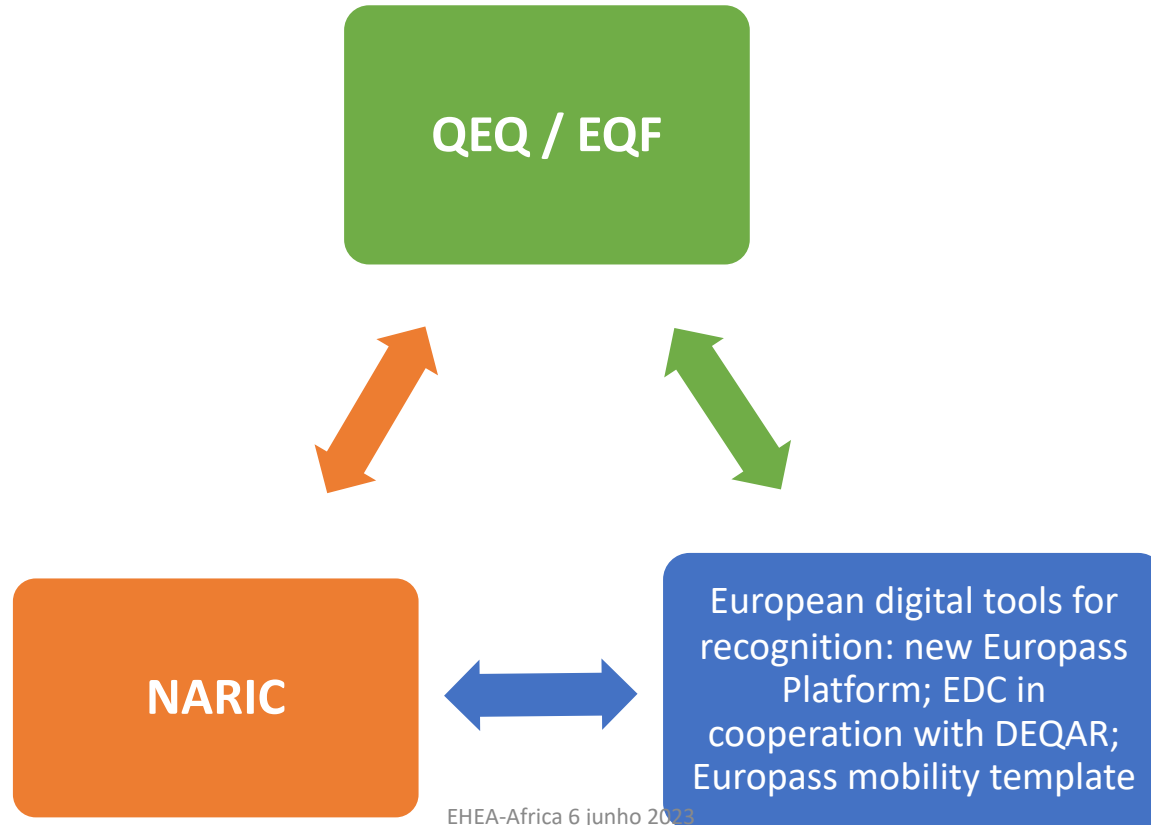 QEQ / EQF
NARIC
European digital tools for
recognition: new Europass
Platform; EDC in
cooperation with DEQAR;
Europass mobility template
EHEA-Africa 6 junho 2023